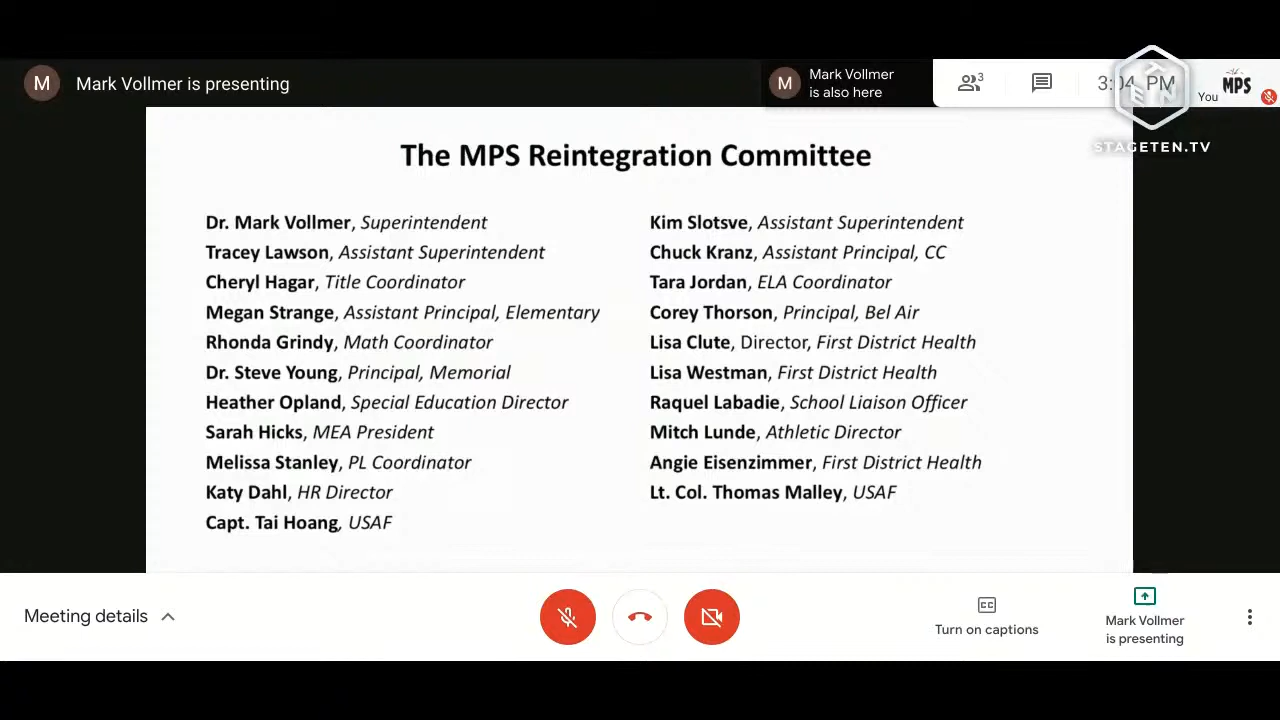 M
Mark Vollmer is presenting
M
Mark Vollmer
is also here
3
3:04 PM
You
MPS
STAGETEN.TV
The MPS Reintegration Committee
Dr. Mark Vollmer, Superintendent
Tracey Lawson, Assistant Superintendent
Cheryl Hagar, Title Coordinator
Megan Strange, Assistant Principal, Elementary
Rhonda Grindy, Math Coordinator
Dr. Steve Young, Principal, Memorial
Heather Opland, Special Education Director
Sarah Hicks, MEA President
Melissa Stanley, PL Coordinator
Katy Dahl, HR Director
Capt. Tai Hoang, USAF
Kim Slotsve, Assistant Superintendent
Chuck Kranz, Assistant Principal, CC
Tara Jordan, ELA Coordinator
Corey Thorson, Principal, Bel Air
Lisa Clute, Director, First District Health
Lisa Westman, First District Health
Raquel Labadie, School Liaison Officer
Mitch Lunde, Athletic Director
Angie Eisenzimmer, First District Health
Lt. Col. Thomas Malley, USAF
Meeting details
CC
Turn on captions
Mark Vollmer
is presenting